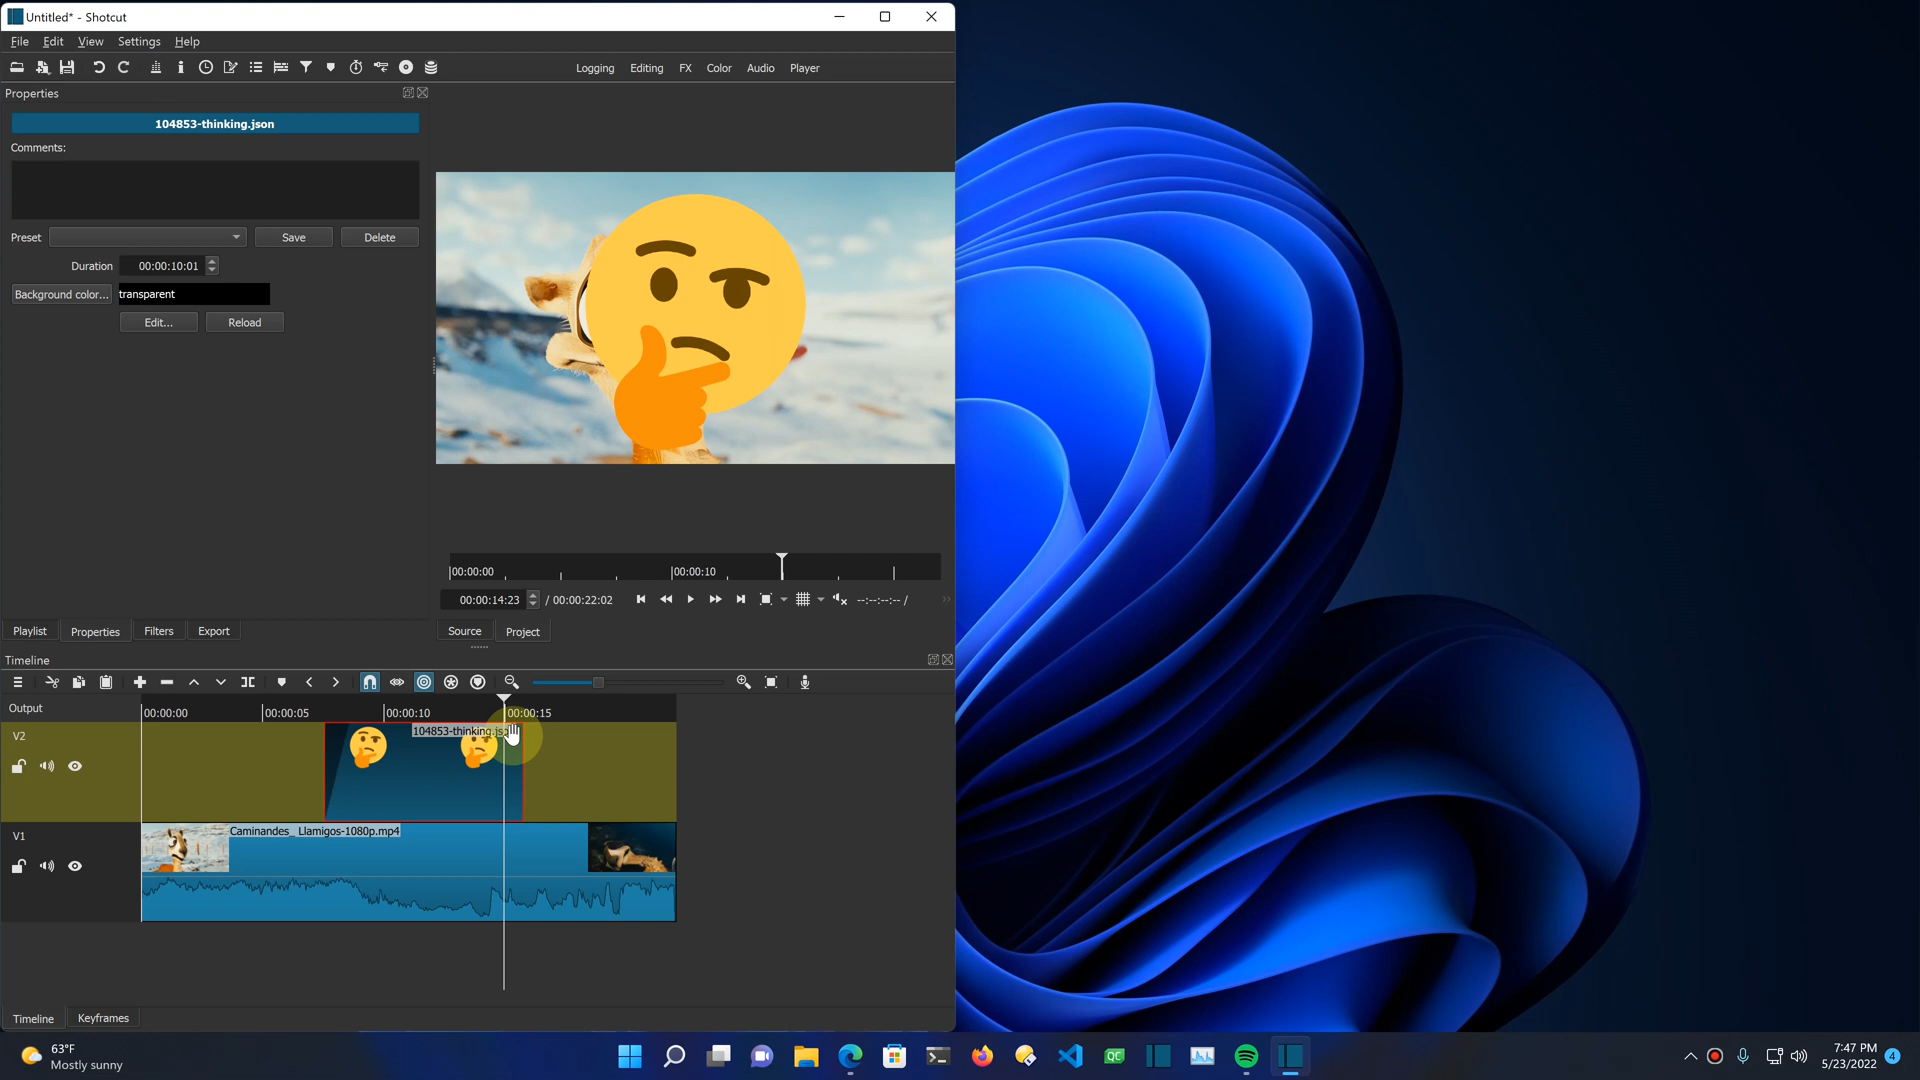 Untitled* - Shotcut
File Edit View Settings Help
Logging Editing FX Color Audio Player
Properties
104853-thinking.json
Comments:
Preset Save Delete
Duration 00:00:10:01
Background color... transparent
Edit... Reload
00:00:00 00:00:10
00:00:14:23 / 00:00:22:02 --:--:--:-- /
Playlist Properties Filters Export Source Project
Timeline
Output 00:00:00 00:00:05 00:00:10 00:00:15
V2 104853-thinking.js
V1 Caminandes_ Llamigos-1080p.mp4
Timeline Keyframes
63°F
Mostly sunny
QC
7:47 PM
5/23/2022
4